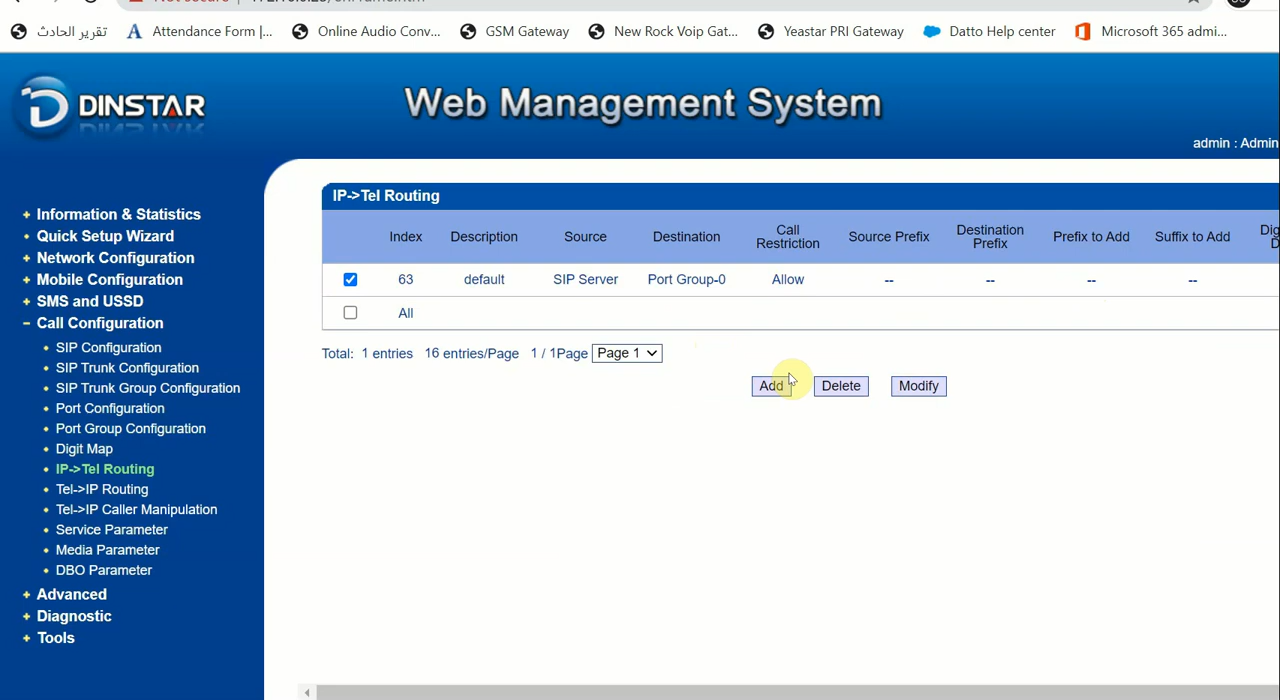 تقرير الحادث
Attendance Form |...
Online Audio Conv...
GSM Gateway
New Rock Voip Gat...
Yeastar PRI Gateway
Datto Help center
Microsoft 365 admi...
DINSTAR
Web Management System
admin : Admin
+ Information & Statistics
Quick Setup Wizard
+ Network Configuration
+ Mobile Configuration
+ SMS and USSD
− Call Configuration
SIP Configuration
SIP Trunk Configuration
SIP Trunk Group Configuration
Port Configuration
Port Group Configuration
Digit Map
IP->Tel Routing
Tel->IP Routing
Tel->IP Caller Manipulation
Service Parameter
Media Parameter
DBO Parameter
+ Advanced
+ Diagnostic
+ Tools
IP->Tel Routing
Index Description Source Destination Call Restriction Source Prefix Destination Prefix Prefix to Add Suffix to Add
63 default SIP Server Port Group-0 Allow -- -- -- --
All
Total: 1 entries 16 entries/Page 1 / 1Page Page 1
Add Delete Modify